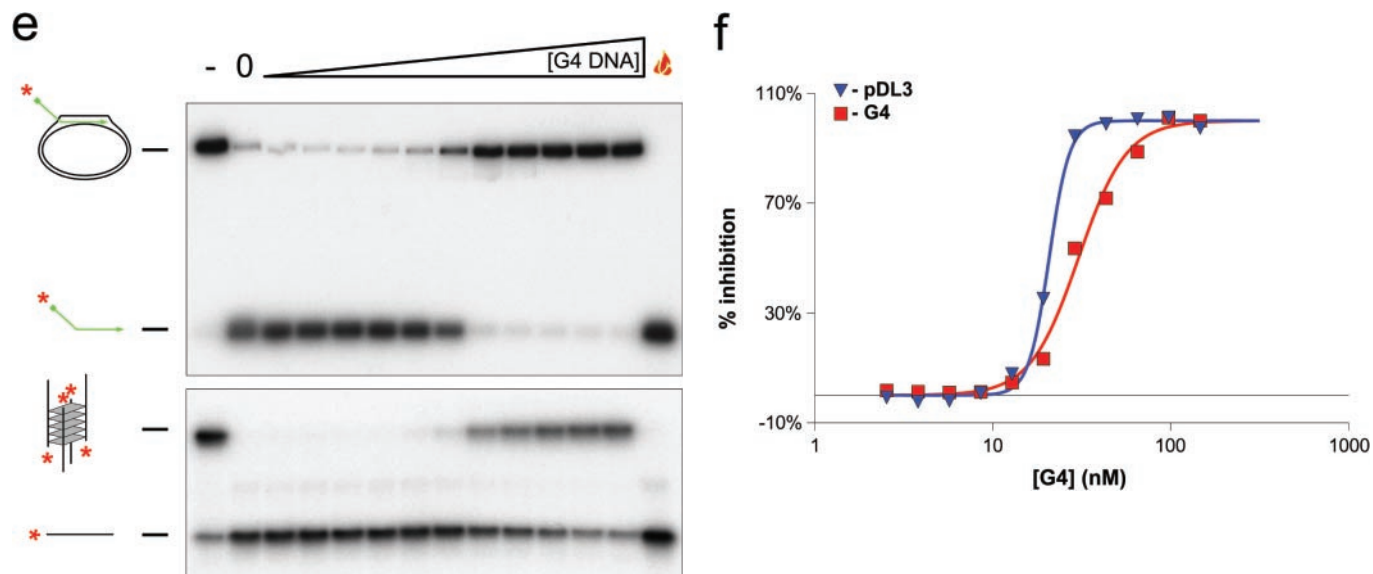 e
f
- 0 [G4 DNA]
*
*
*
*
- pDL3
- G4
110%
70%
30%
-10%
% inhibition
1 10 100 1000
[G4] (nM)